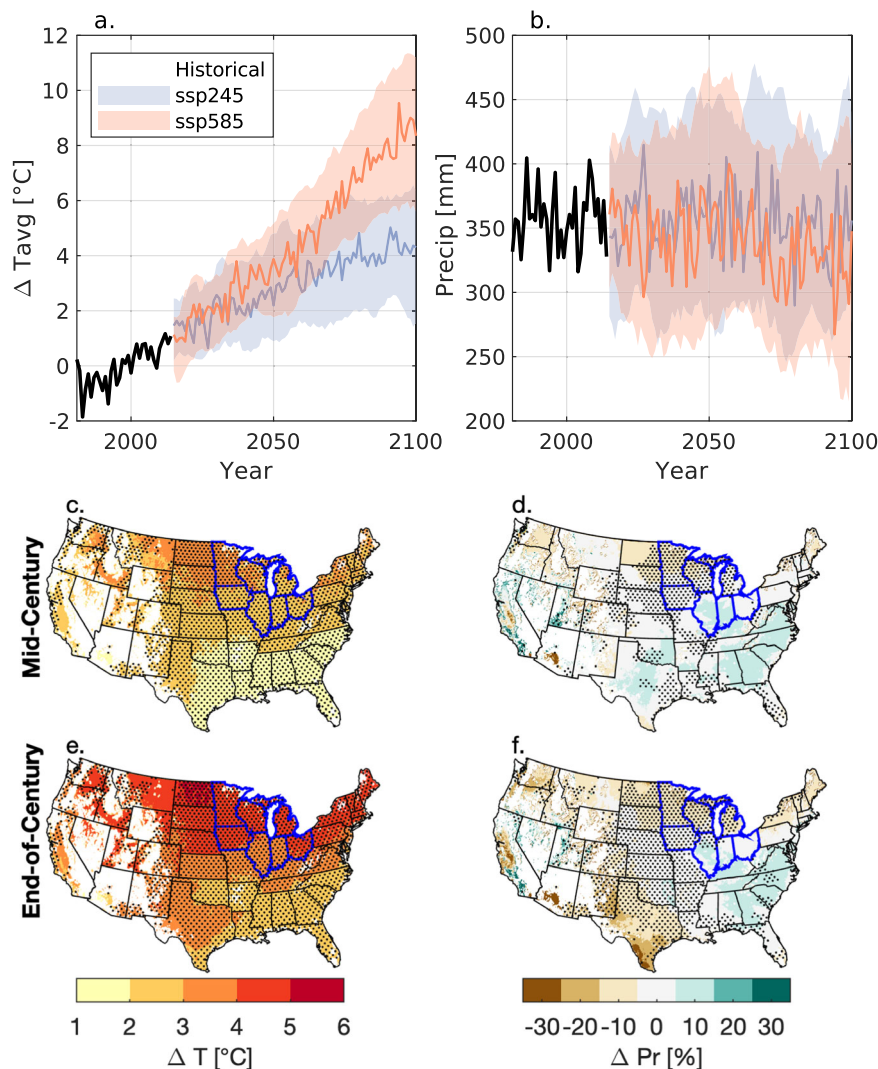 a.
12
10
8
6
4
2
0
-2
Δ Tavg [°C]
Historical
ssp245
ssp585
2000
2050
2100
Year
b.
500
450
400
350
300
250
200
Precip [mm]
2000
2050
2100
Year
Mid-Century
c.
d.
End-of-Century
e.
f.
1 2 3 4 5 6
Δ T [°C]
-30 -20 -10 0 10 20 30
Δ Pr [%]